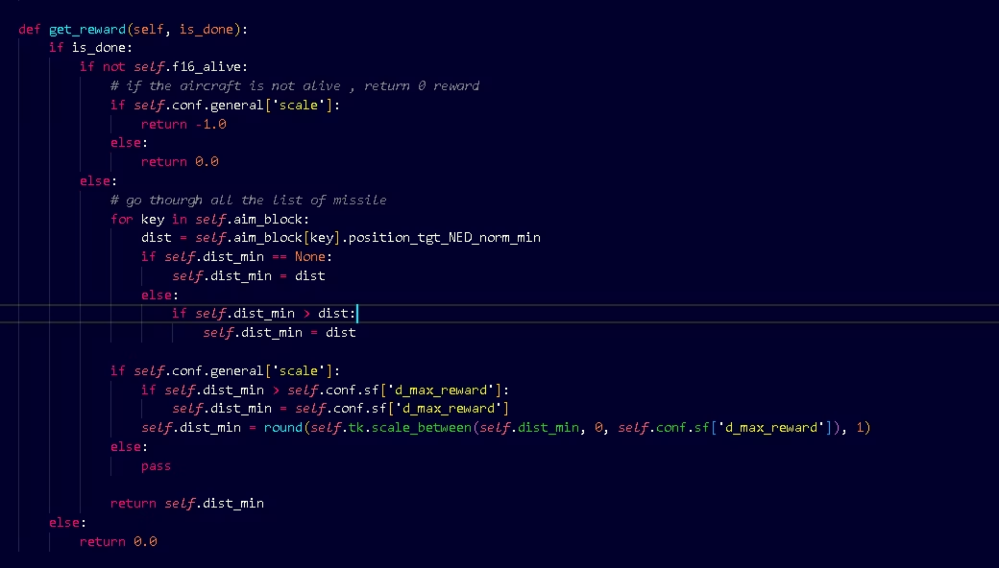 def get_reward(self, is_done):
if is_done:
if not self.f16_alive:
# if the aircraft is not alive , return 0 reward
if self.conf.general['scale']:
return -1.0
else:
return 0.0
else:
# go thourgh all the list of missile
for key in self.aim_block:
dist = self.aim_block[key].position_tgt_NED_norm_min
if self.dist_min == None:
self.dist_min = dist
else:
if self.dist_min > dist:
self.dist_min = dist
if self.conf.general['scale']:
if self.dist_min > self.conf.sf['d_max_reward']:
self.dist_min = self.conf.sf['d_max_reward']
self.dist_min = round(self.tk.scale_between(self.dist_min, 0, self.conf.sf['d_max_reward']), 1)
else:
pass
return self.dist_min
else:
return 0.0